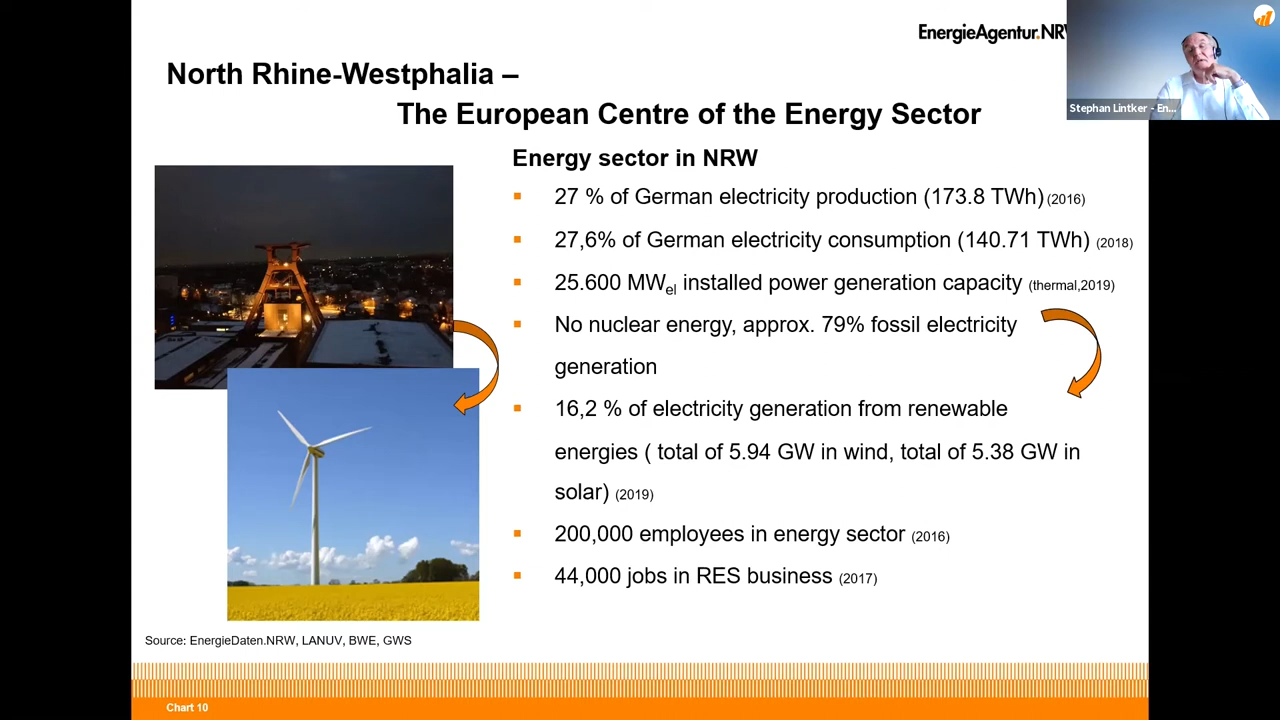 EnergieAgentur.NRW
Stephan Lintker - En...
North Rhine-Westphalia –
The European Centre of the Energy Sector
Energy sector in NRW
▪ 27 % of German electricity production (173.8 TWh) (2016)
▪ 27,6% of German electricity consumption (140.71 TWh) (2018)
▪ 25.600 MWel installed power generation capacity (thermal,2019)
▪ No nuclear energy, approx. 79% fossil electricity
generation
▪ 16,2 % of electricity generation from renewable
energies ( total of 5.94 GW in wind, total of 5.38 GW in
solar) (2019)
▪ 200,000 employees in energy sector (2016)
▪ 44,000 jobs in RES business (2017)
Source: EnergieDaten.NRW, LANUV, BWE, GWS
Chart 10